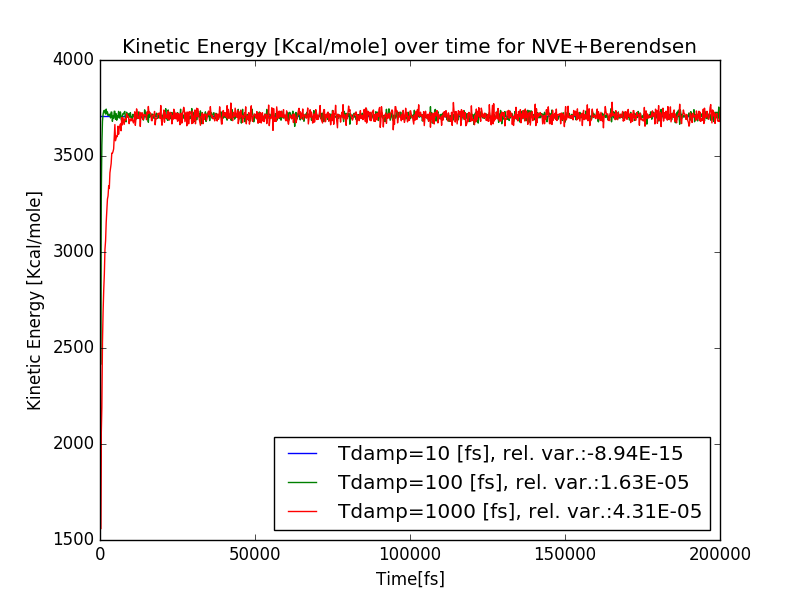 Kinetic Energy [Kcal/mole] over time for NVE+Berendsen
4000
3500
3000
2500
2000
1500
Kinetic Energy [Kcal/mole]
Tdamp=10 [fs], rel. var.:-8.94E-15
Tdamp=100 [fs], rel. var.:1.63E-05
Tdamp=1000 [fs], rel. var.:4.31E-05
0 50000 100000 150000 200000
Time[fs]